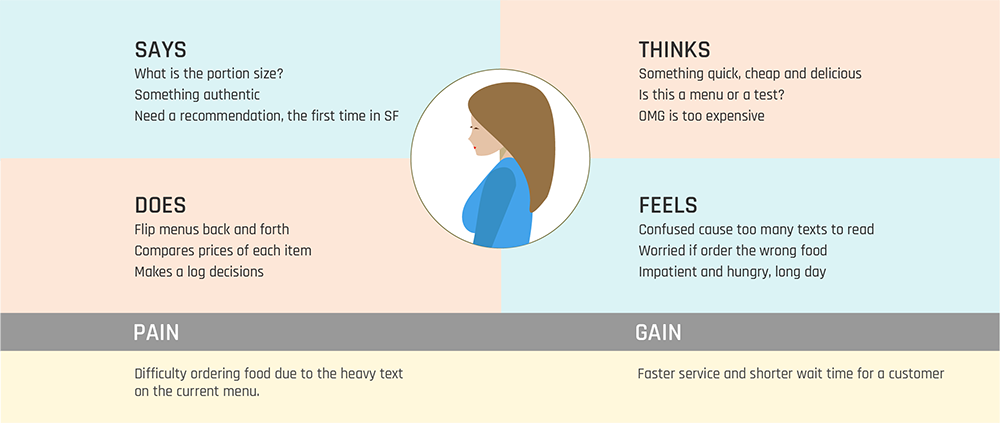 SAYS
What is the portion size?
Something authentic
Need a recommendation, the first time in SF
THINKS
Something quick, cheap and delicious
Is this a menu or a test?
OMG is too expensive
DOES
Flip menus back and forth
Compares prices of each item
Makes a log decisions
FEELS
Confused cause too many texts to read
Worried if order the wrong food
Impatient and hungry, long day
PAIN
Difficulty ordering food due to the heavy text
on the current menu.
GAIN
Faster service and shorter wait time for a customer